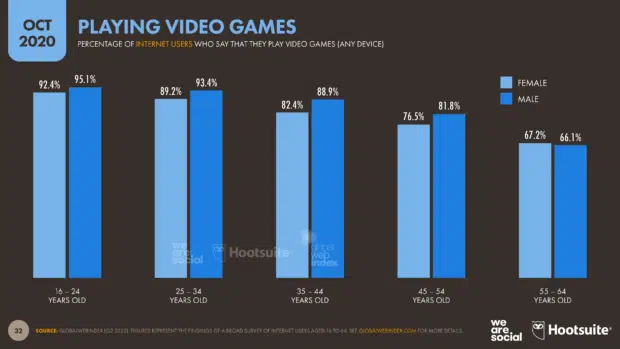 OCT
2020
PLAYING VIDEO GAMES
PERCENTAGE OF INTERNET USERS WHO SAY THAT THEY PLAY VIDEO GAMES (ANY DEVICE)
FEMALE
MALE
92.4%
95.1%
89.2%
93.4%
82.4%
88.9%
76.5%
81.8%
67.2%
66.1%
we
are.
social
Hootsuite
global
web
index
16 – 24
YEARS OLD
25 – 34
YEARS OLD
35 – 44
YEARS OLD
45 – 54
YEARS OLD
55 – 64
YEARS OLD
32
SOURCE: GLOBALWEBINDEX (Q2 2020). FIGURES REPRESENT THE FINDINGS OF A BROAD SURVEY OF INTERNET USERS AGED 16 TO 64. SEE GLOBALWEBINDEX.COM FOR MORE DETAILS.
we
are.
social
Hootsuite®